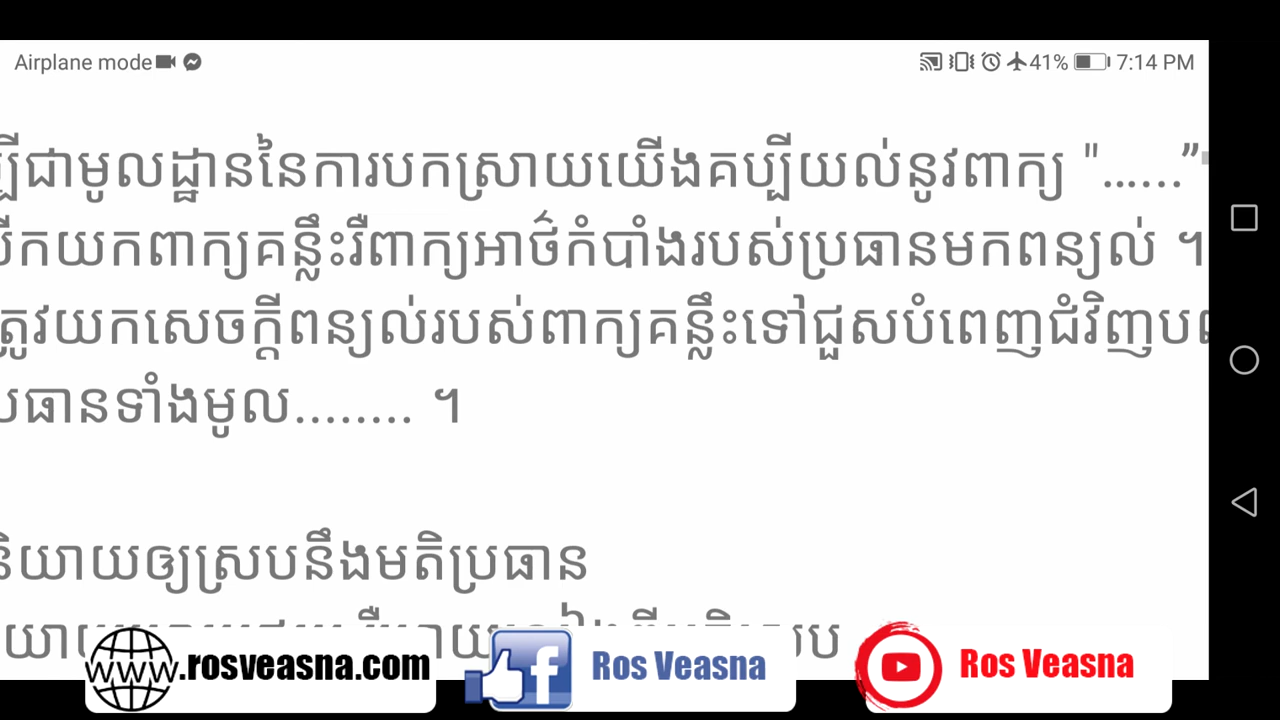 Airplane mode 41% 7:14 PM
ប្បីជាមូលដ្ឋាននៃការបកស្រាយយើងគប្បីយល់នូវពាក្យ "......”
បីកយកពាក្យគន្លឹះរឺពាក្យអាថ៌កំបាំងរបស់ប្រធានមកពន្យល់ ។
ត្រូវយកសេចក្តីពន្យល់របស់ពាក្យគន្លឹះទៅជួសបំពេញជំវិញ
ប្រធានទាំងមូល........ ។
និយាយឲ្យស្របនឹងមតិប្រធាន
www.rosveasna.com
Ros Veasna
Ros Veasna